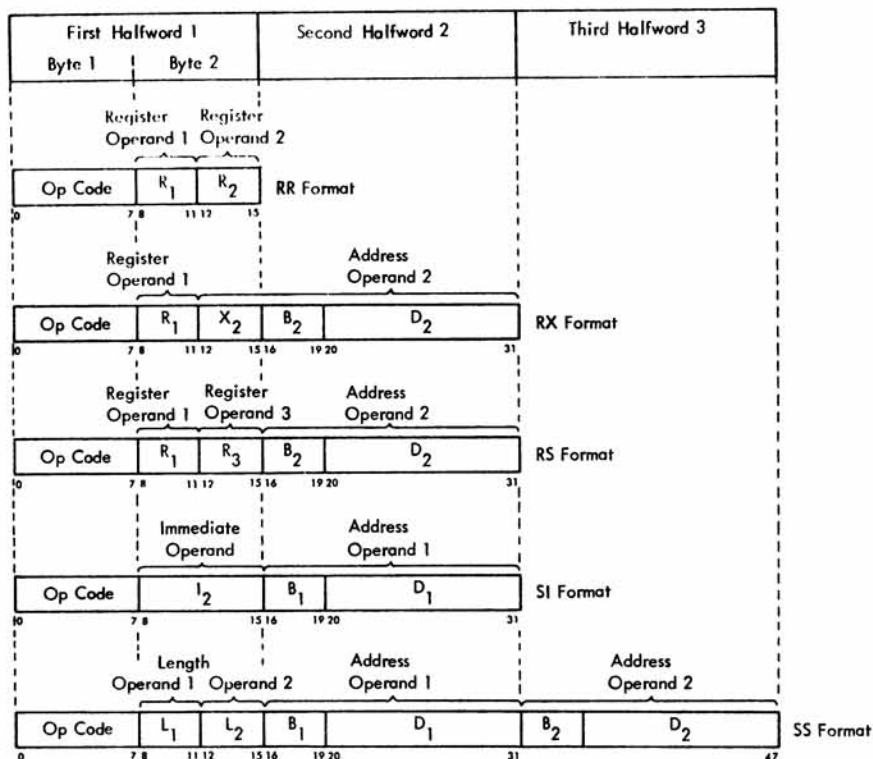 First Halfword 1 Second Halfword 2 Third Halfword 3
Byte 1 Byte 2
Register Register
Operand 1 Operand 2
Op Code R1 R2 RR Format
0 7 8 11 12 15
Register Address
Operand 1 Operand 2
Op Code R1 X2 B2 D2 RX Format
0 7 8 11 12 15 16 19 20 31
Register Register Address
Operand 1 Operand 3 Operand 2
Op Code R1 R3 B2 D2 RS Format
0 7 8 11 12 15 16 19 20 31
Immediate Address
Operand Operand 1
Op Code I2 B1 D1 SI Format
0 7 8 15 16 19 20 31
Length Address Address
Operand 1 Operand 2 Operand 1 Operand 2
Op Code L1 L2 B1 D1 B2 D2 SS Format
0 7 8 11 12 15 16 19 20 31 47